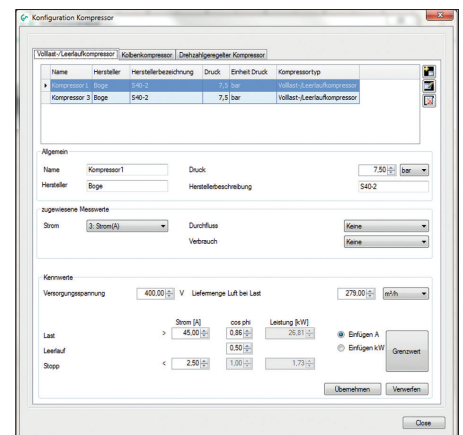 Konfiguration Kompressor
Volllast-/Leerlaufkompressor Kolbenkompressor Drehzahlgeregelter Kompressor
Name Hersteller Herstellerbezeichnung Druck Einheit Druck Kompressortyp
Kompressor1 Boge S40-2 7,5 bar Volllast-/Leerlaufkompressor
Kompressor 3 Boge S40-2 7,5 bar Volllast-/Leerlaufkompressor
Allgemein
Name Kompressor1 Druck 7,50 bar
Hersteller Boge Herstellerbeschreibung S40-2
zugewiesene Messwerte
Strom 3: Strom(A) Durchfluss Keine
Verbrauch Keine
Kennwerte
Versorgungsspannung 400,00 V Liefermenge Luft bei Last 279,00 m³/h
Strom [A] cos phi Leistung [kW]
Last > 45,00 0,86 26,81 Einfügen A
Leerlauf 0,50 Einfügen kW Grenzwert
Stopp < 2,50 1,00 1,73
Übernehmen Verwerfen
Close